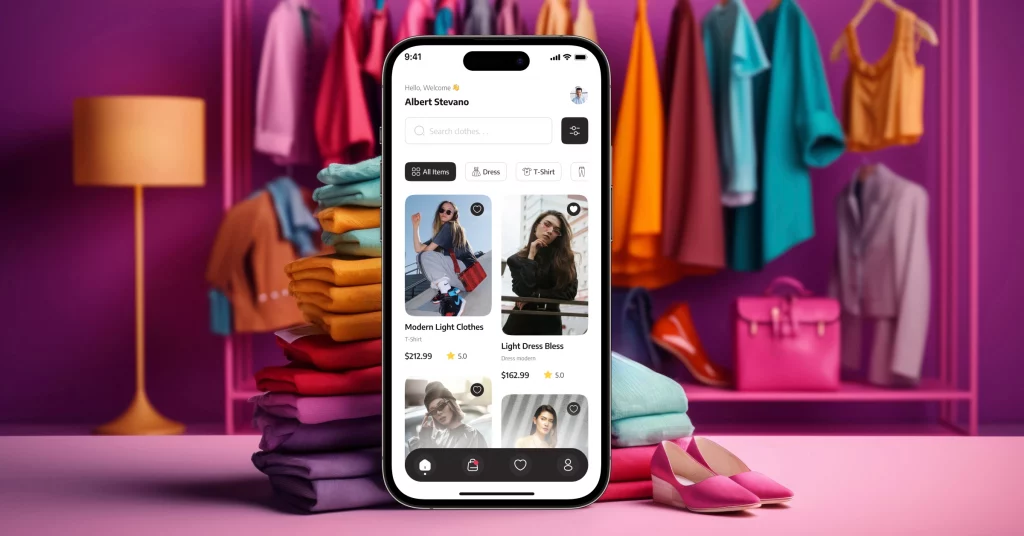 9:41
Hello, Welcome 👋
Albert Stevano
Search clothes. . .
All Items
Dress
T-Shirt
Modern Light Clothes
T-Shirt
$212.99
5.0
Light Dress Bless
Dress modern
$162.99
5.0